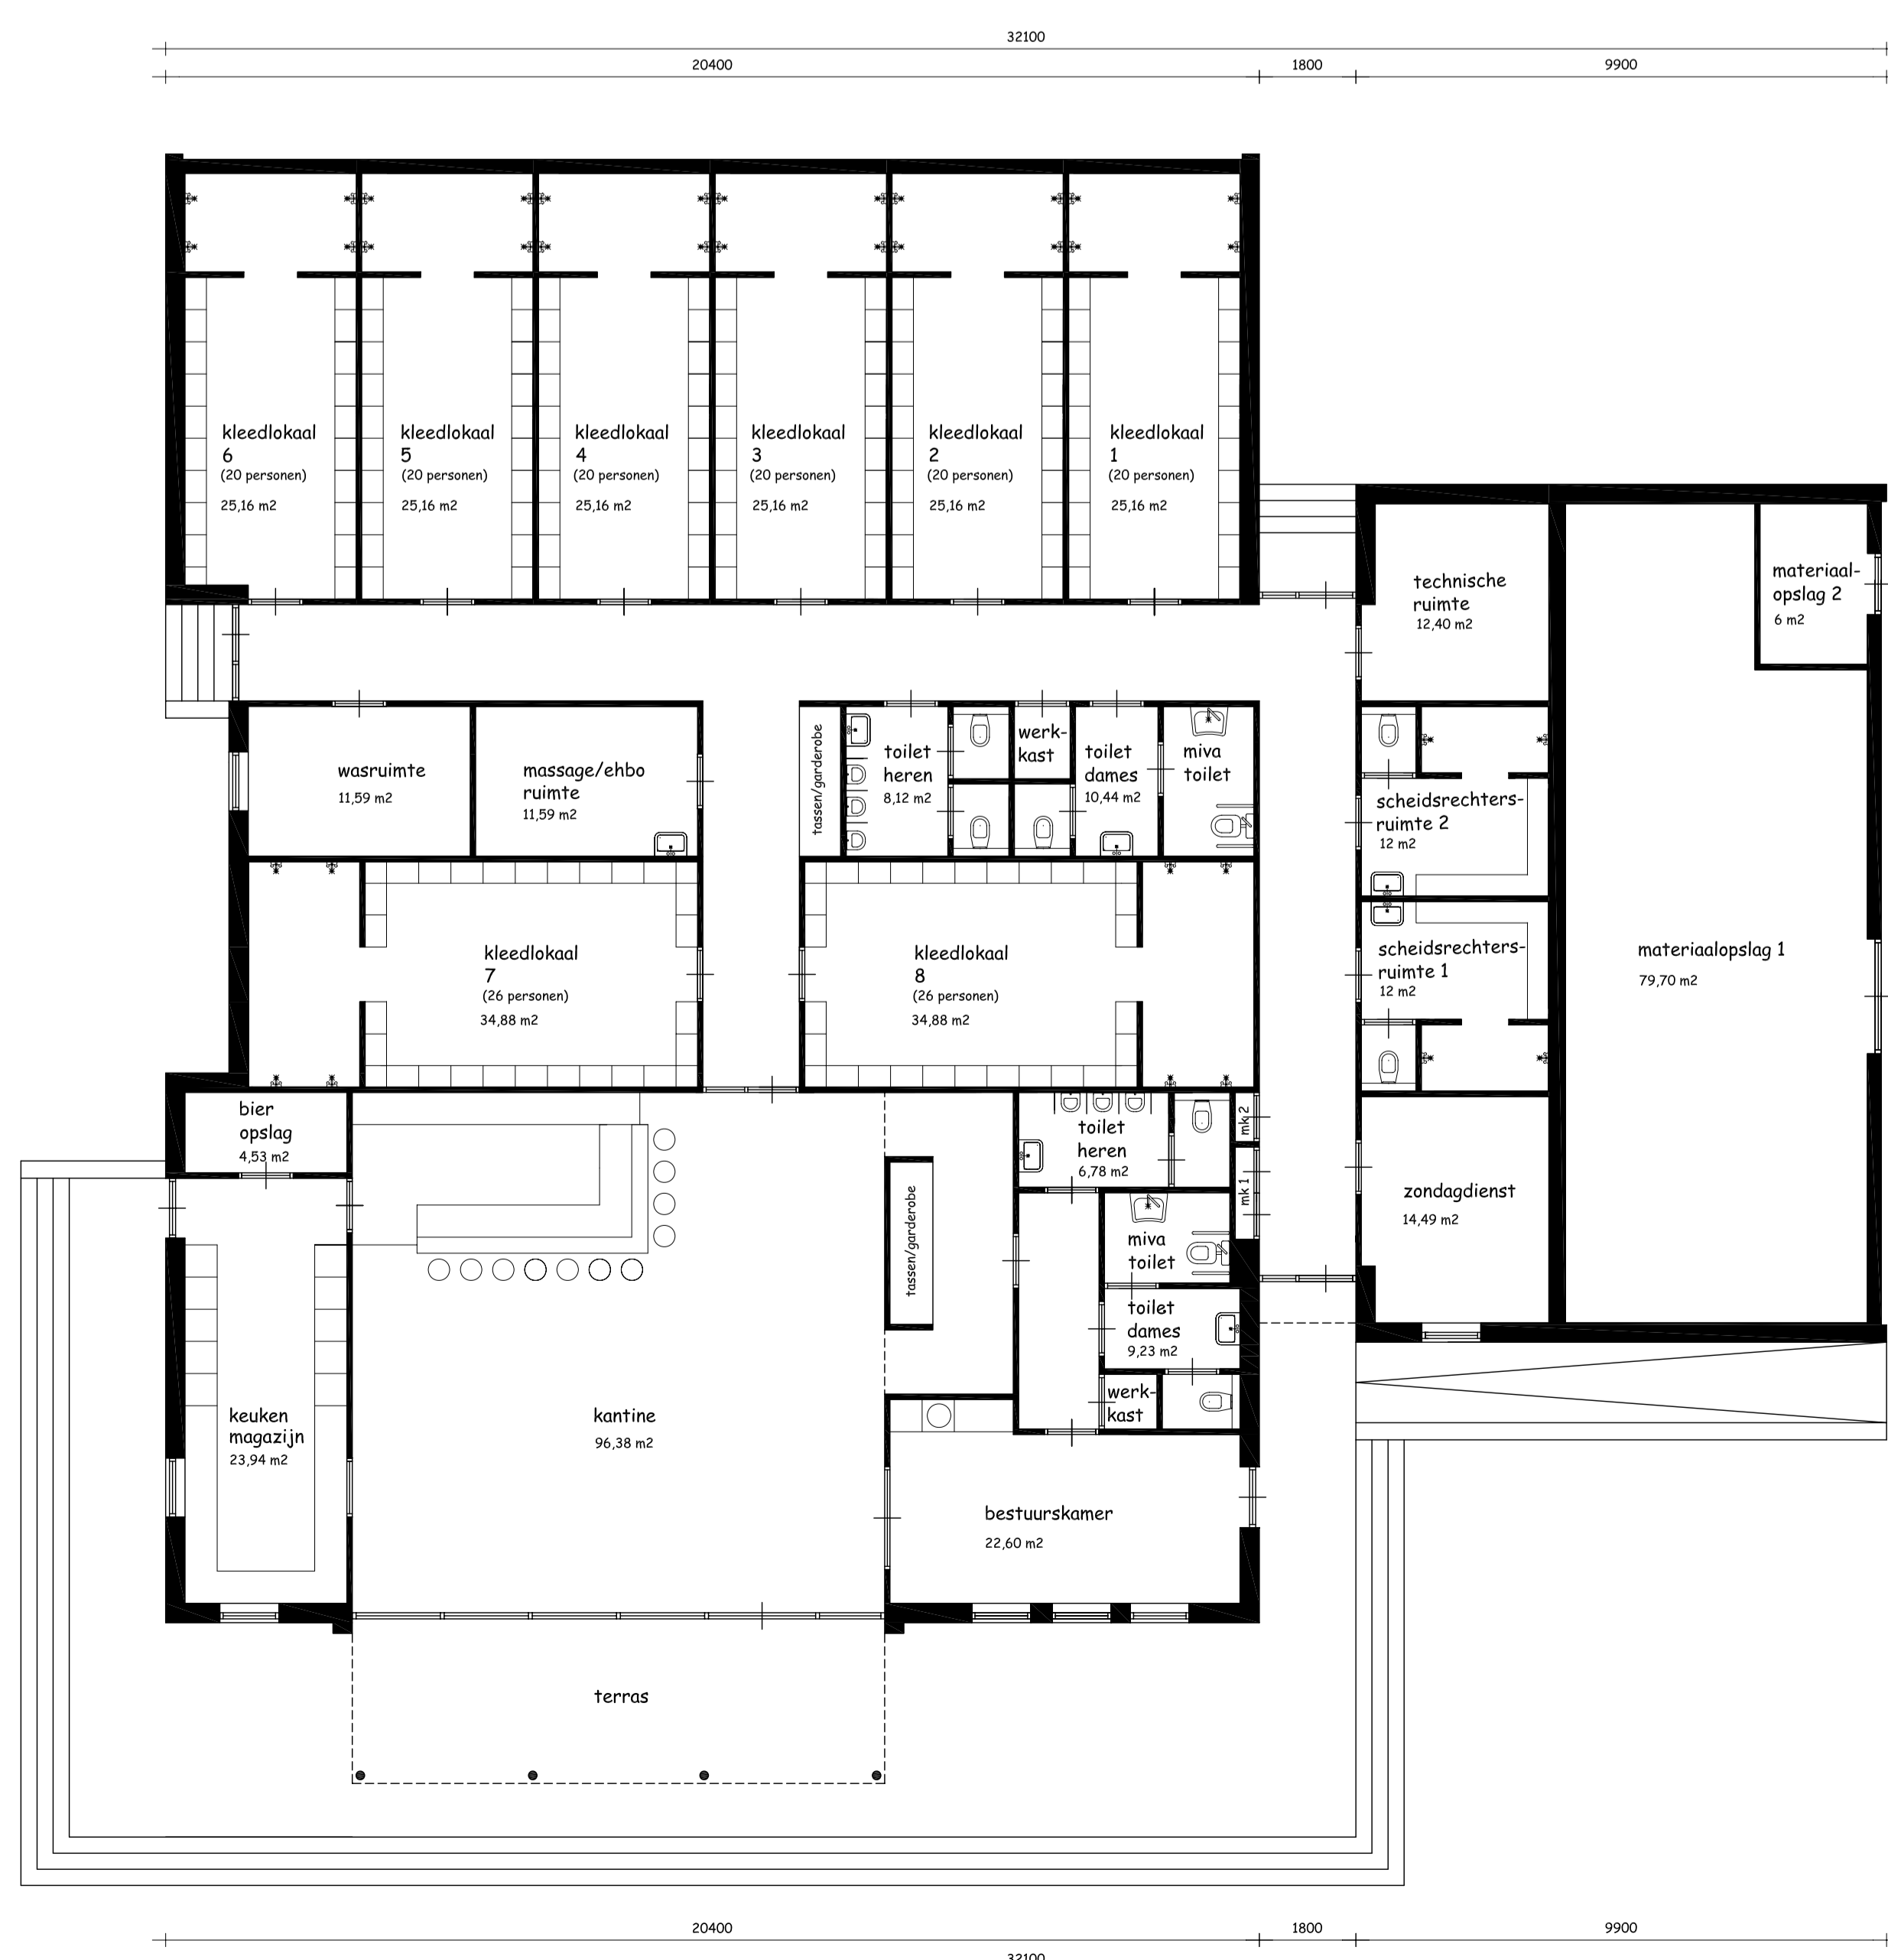 32100
20400
1800
9900
kleedlokaal
6
(20 personen)
25,16 m2
kleedlokaal
5
(20 personen)
25,16 m2
kleedlokaal
4
(20 personen)
25,16 m2
kleedlokaal
3
(20 personen)
25,16 m2
kleedlokaal
2
(20 personen)
25,16 m2
kleedlokaal
1
(20 personen)
25,16 m2
technische
ruimte
12,40 m2
materiaal-
opslag 2
6 m2
wasruimte
11,59 m2
massage/ehbo
ruimte
11,59 m2
tassen/garderobe
toilet
heren
8,12 m2
werk-
kast
toilet
dames
10,44 m2
miva
toilet
scheidsrechters-
ruimte 2
12 m2
kleedlokaal
7
(26 personen)
34,88 m2
kleedlokaal
8
(26 personen)
34,88 m2
scheidsrechters-
ruimte 1
12 m2
materiaalopslag 1
79,70 m2
bier
opslag
4,53 m2
toilet
heren
6,78 m2
mk 2
mk 1
tassen/garderobe
miva
toilet
zondagdienst
14,49 m2
toilet
dames
9,23 m2
werk-
kast
keuken
magazijn
23,94 m2
kantine
96,38 m2
bestuurskamer
22,60 m2
terras
20400
1800
9900
32100